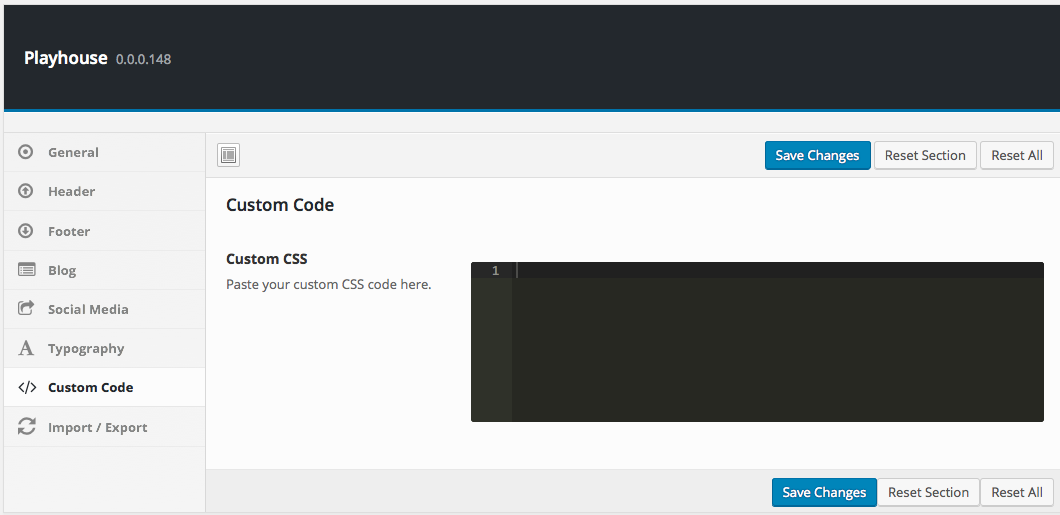 Playhouse 0.0.0.148
General
Header
Footer
Blog
Social Media
Typography
Custom Code
Import / Export
Save Changes Reset Section Reset All
Custom Code
Custom CSS
Paste your custom CSS code here.
1
Save Changes Reset Section Reset All